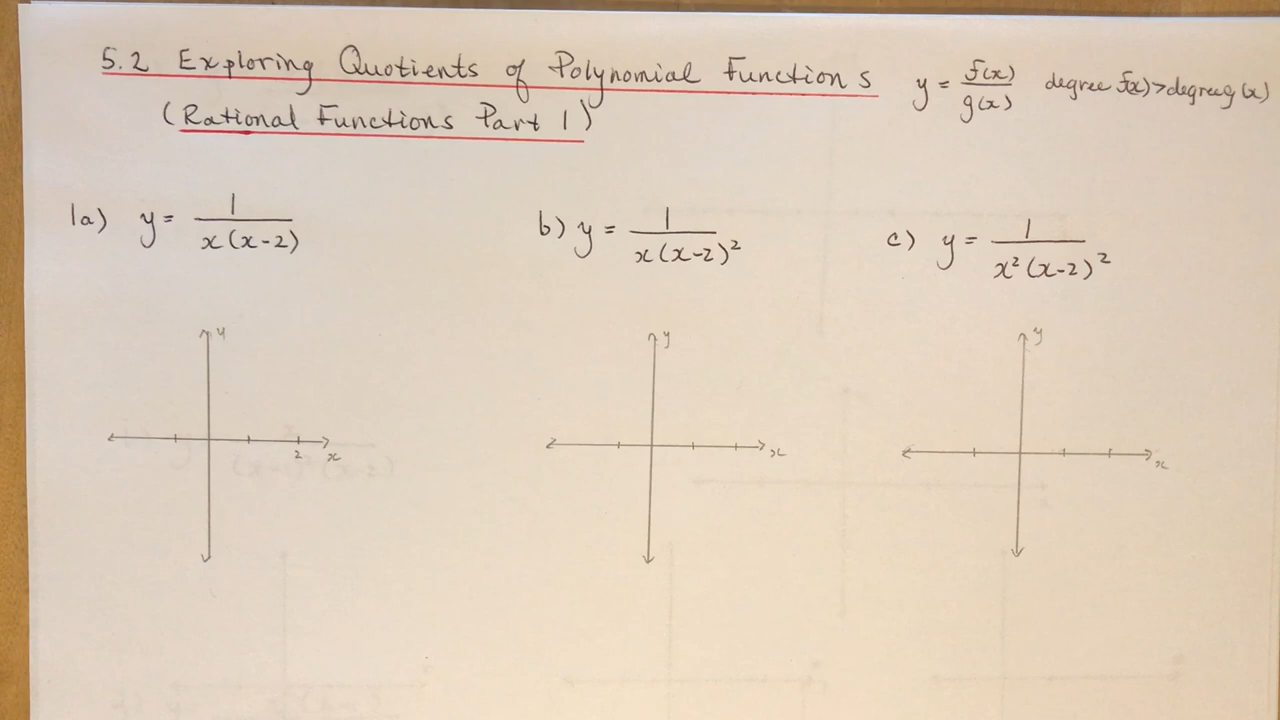 5.2 Exploring Quotients of Polynomial Functions
(Rational Functions Part 1)
y = f(x)/g(x) degree f(x) > degree g(x)
1a) y = 1/x(x-2)
b) y = 1/x(x-2)²
c) y = 1/x²(x-2)²
y
2 x
y
x
y
x